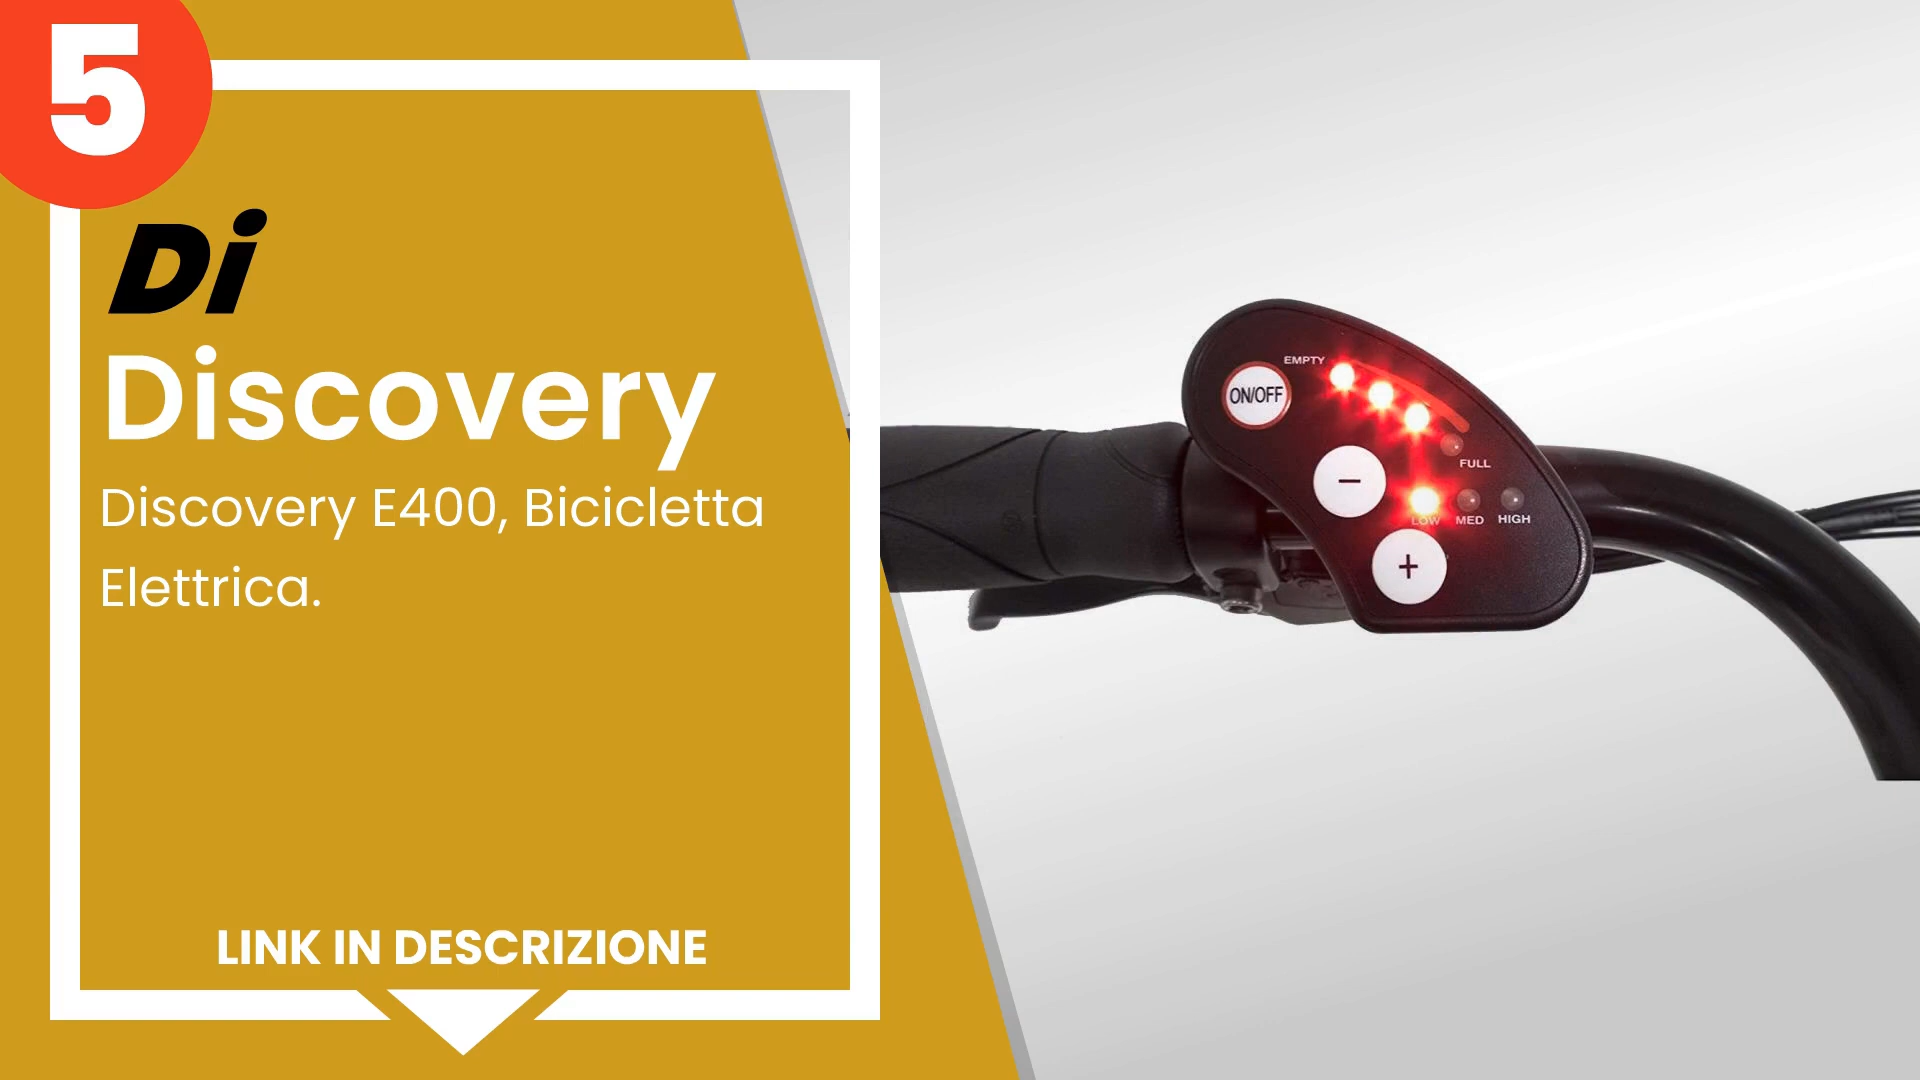 5
Di
Discovery
Discovery E400, Bicicletta
Elettrica.
LINK IN DESCRIZIONE
EMPTY
ON/OFF
FULL
−
LOW MED HIGH
+